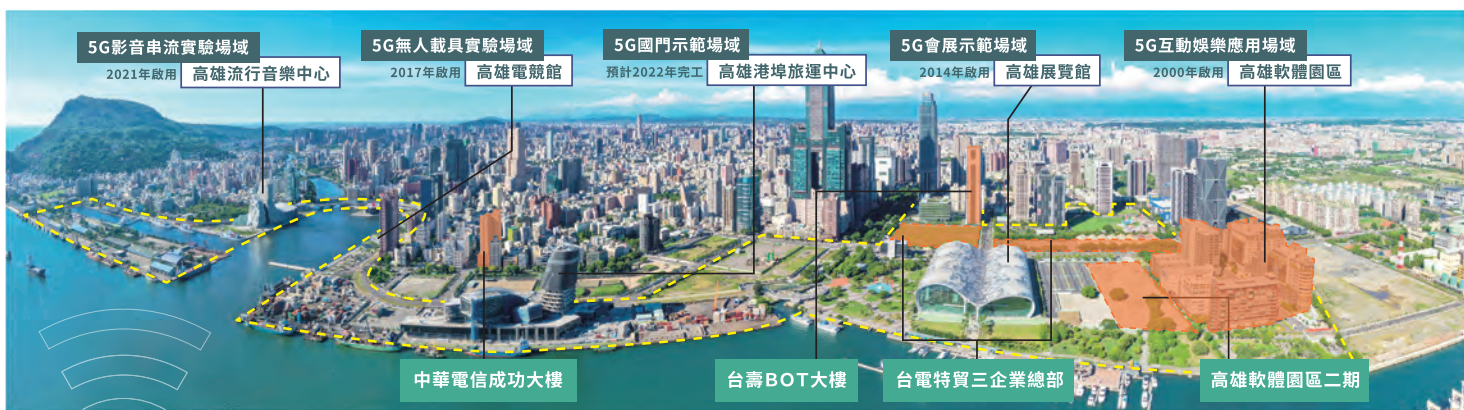 5G影音串流實驗場域
2021年啟用 高雄流行音樂中心
5G無人載具實驗場域
2017年啟用 高雄電競館
5G國門示範場域
預計2022年完工 高雄港埠旅運中心
5G會展示範場域
2014年啟用 高雄展覽館
5G互動娛樂應用場域
2000年啟用 高雄軟體園區
中華電信成功大樓
台壽BOT大樓
台電特貿三企業總部
高雄軟體園區二期